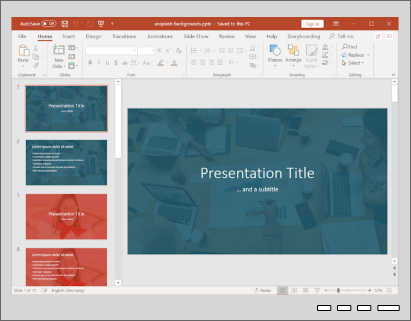 AutoSave Off
unsplash-backgrounds.pptx - Saved to this PC
Sign in
File Home Insert Design Transitions Animations Slide Show Review View Help Storyboarding Tell me
Paste
New
Slide
Shapes Arrange Quick
Styles
Find
Replace
Select
Clipboard Slides Font Paragraph Drawing Editing
1
Presentation Title
2
Lorem ipsum dolor sit amet
3
Presentation Title
4
Lorem ipsum dolor sit amet
Presentation Title
... and a subtitle
Slide 1 of 14 English (Germany) Notes